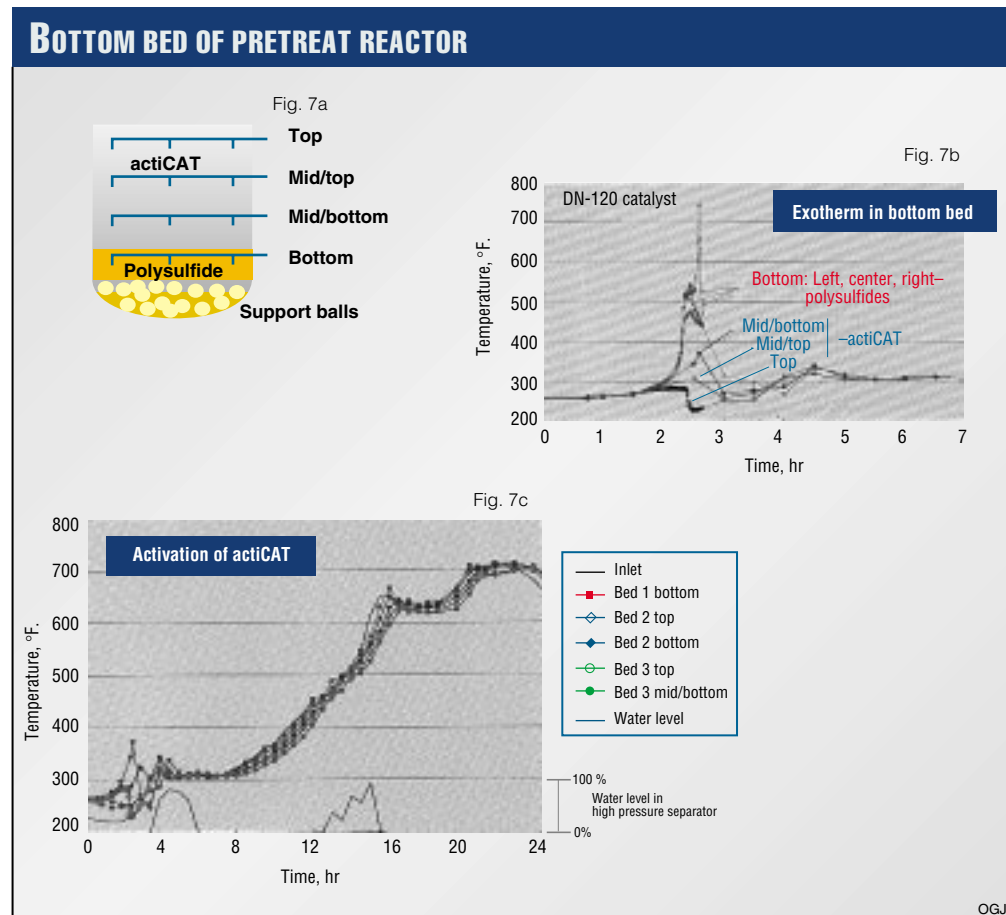 BOTTOM BED OF PRETREAT REACTOR
Fig. 7a
Top
actiCAT
Mid/top
Mid/bottom
Bottom
Polysulfide
Support balls
Fig. 7b
Temperature, °F.
800
700
600
500
400
300
200
DN-120 catalyst
Exotherm in bottom bed
Bottom: Left, center, right–
polysulfides
Mid/bottom
Mid/top
Top
–actiCAT
0 1 2 3 4 5 6 7
Time, hr
Fig. 7c
Temperature, °F.
800
700
600
500
400
300
200
Activation of actiCAT
0 4 8 12 16 20 24
Time, hr
Inlet
Bed 1 bottom
Bed 2 top
Bed 2 bottom
Bed 3 top
Bed 3 mid/bottom
Water level
100 %
Water level in
high pressure separator
0%
OGJ